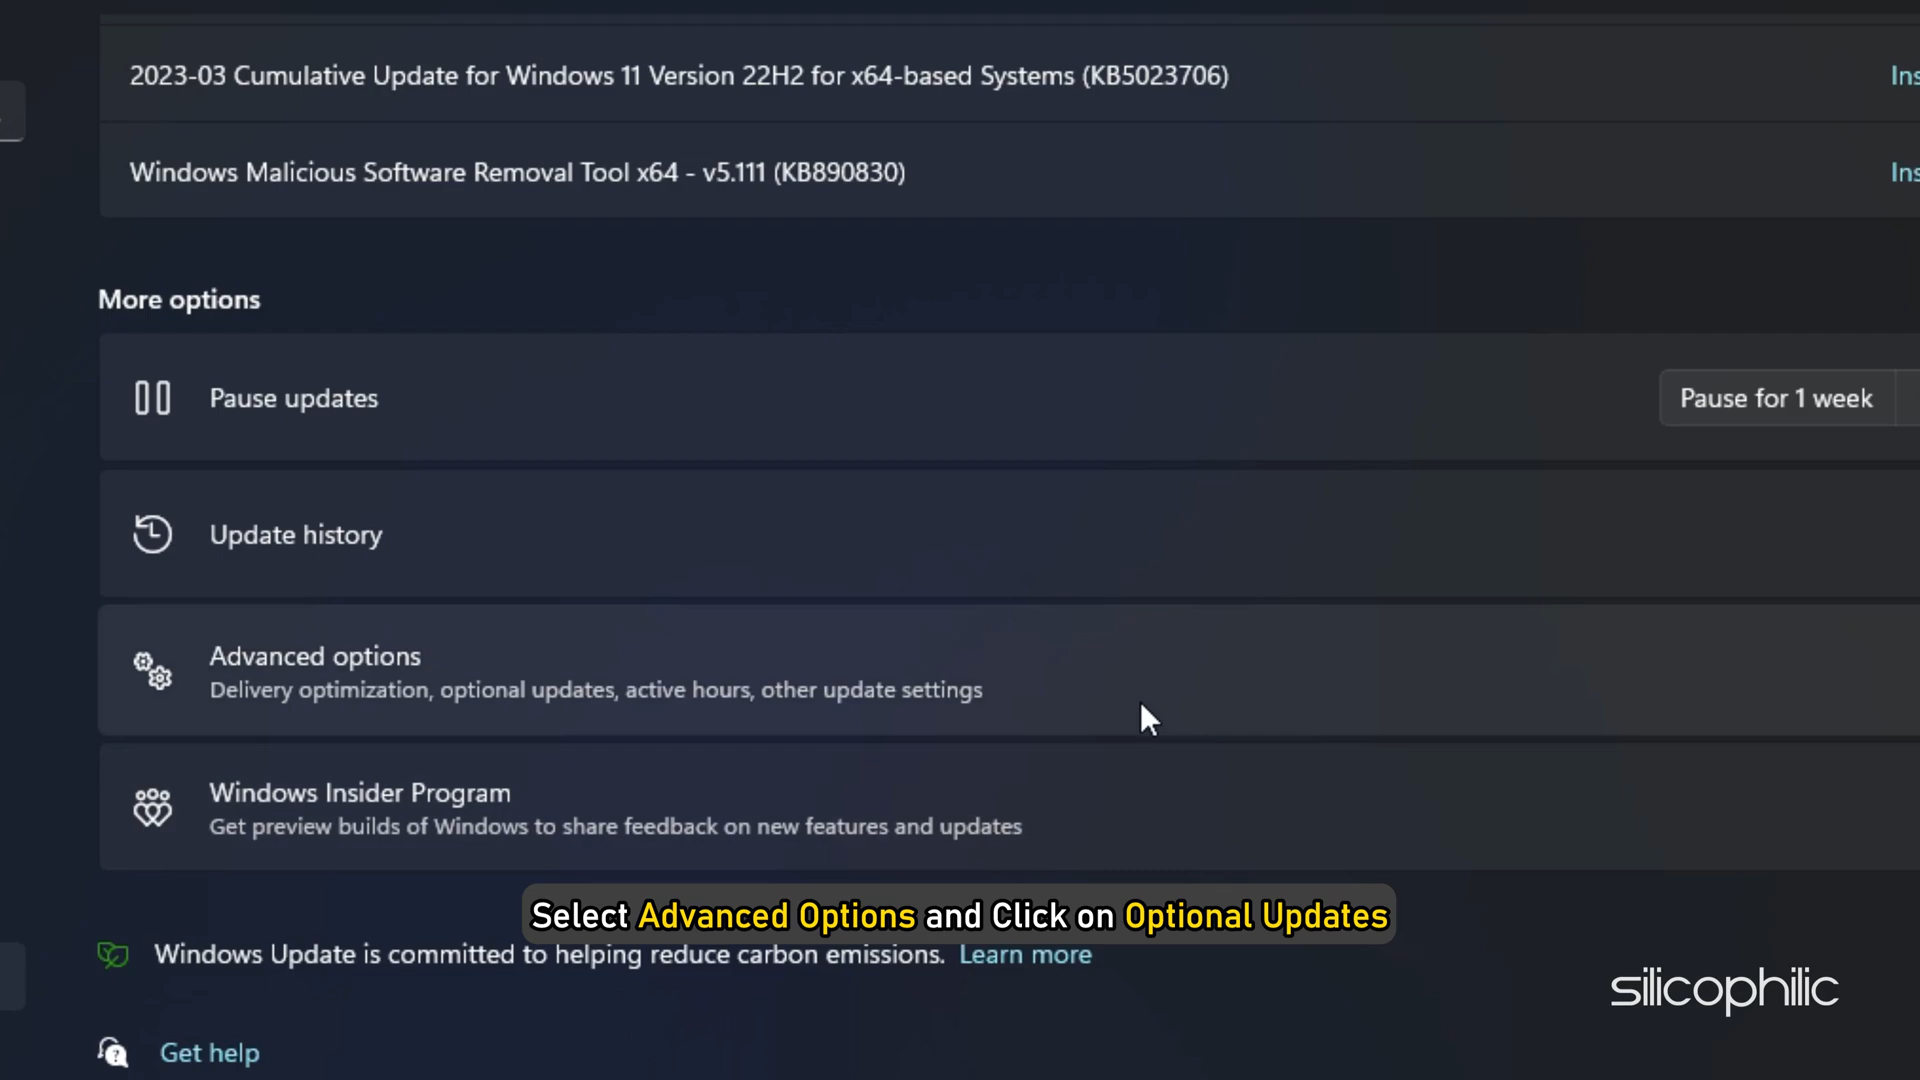 2023-03 Cumulative Update for Windows 11 Version 22H2 for x64-based Systems (KB5023706)
Ins
Windows Malicious Software Removal Tool x64 - v5.111 (KB890830)
Ins
More options
Pause updates
Pause for 1 week
Update history
Advanced options
Delivery optimization, optional updates, active hours, other update settings
Windows Insider Program
Get preview builds of Windows to share feedback on new features and updates
Select Advanced Options and Click on Optional Updates
Windows Update is committed to helping reduce carbon emissions. Learn more
silicophilic
Get help